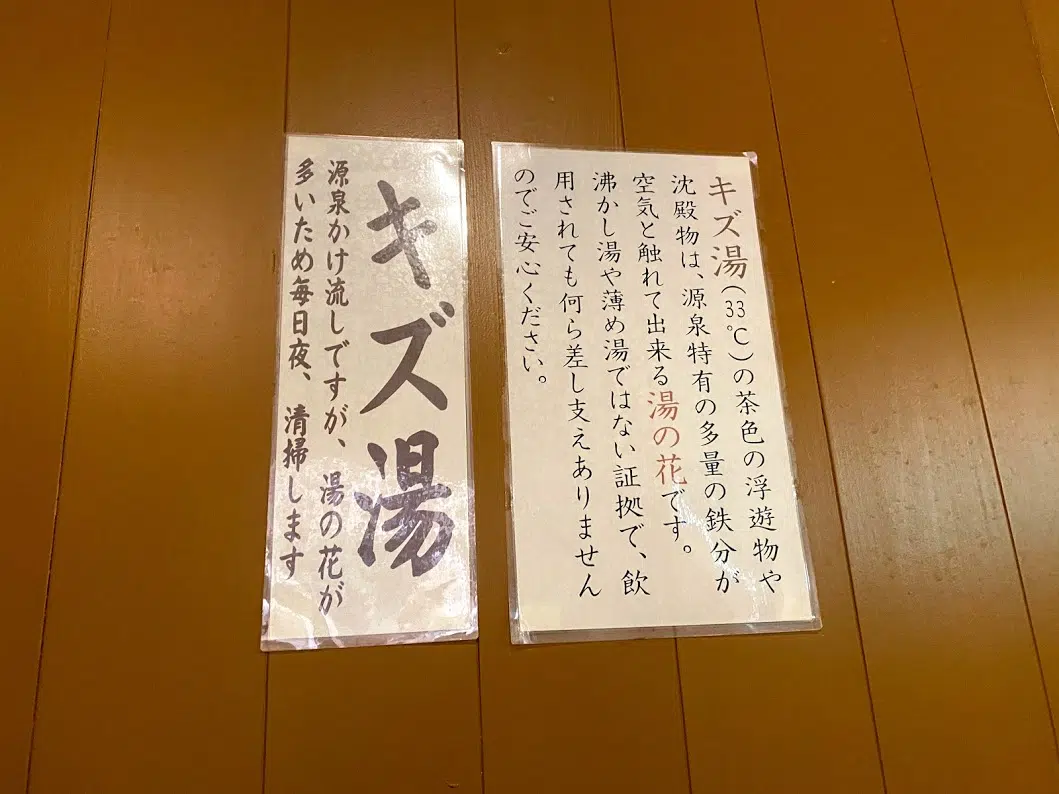 キズ湯(33℃)の茶色の浮遊物や
沈殿物は、源泉特有の多量の鉄分が
空気と触れて出来る湯の花です。
沸かし湯や薄め湯ではない証拠で、飲
用されても何ら差し支えありません
のでご安心ください。
キズ湯
源泉かけ流しですが、湯の花が
多いため毎日夜、清掃します